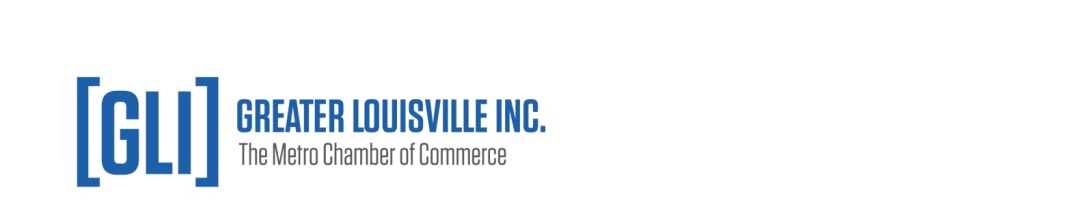 [GLI]
GREATER LOUISVILLE INC.
The Metro Chamber of Commerce